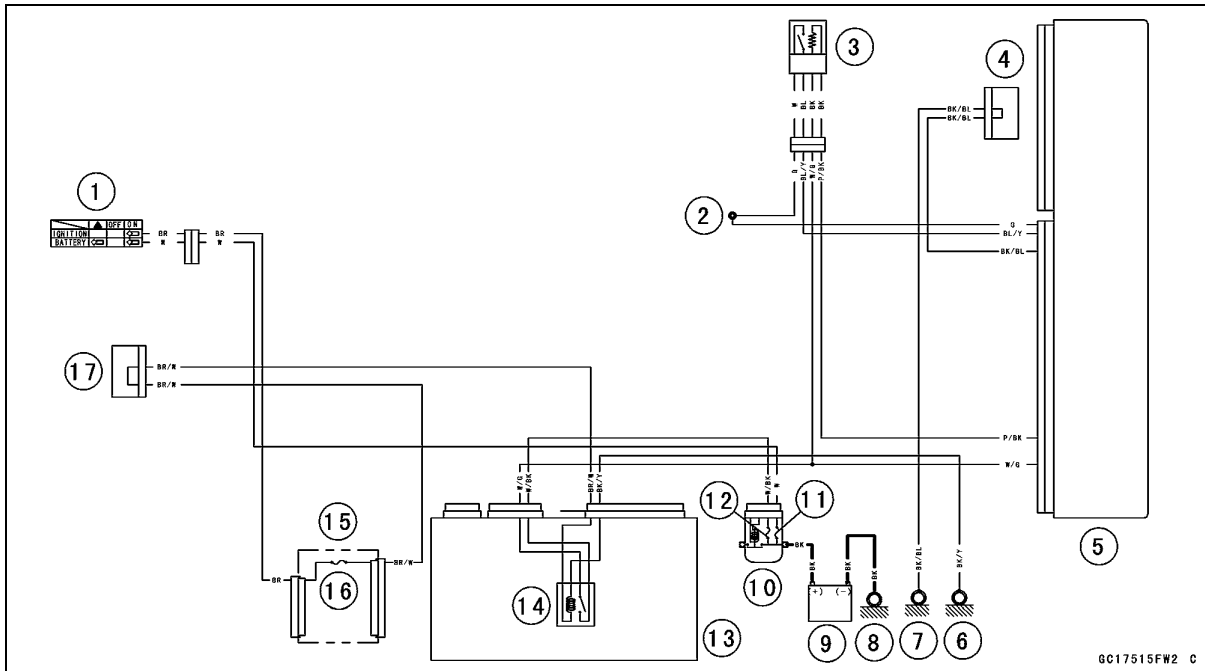 1
OFF ON
IGNITION
BATTERY
BR
W
BR
W
2
3
W
BL
BK
BK
G
BL/Y
W/G
P/BK
4
BK/BL
BK/BL
G
BL/Y
BK/BL
P/BK
W/G
5
17
BR/W
BR/W
W/G
W/BK
BR/W
BK/Y
W/BK
W
12
11
10
BK
BK
BK
BK
(+) (-)
9
8
BK/BL
7
BK/Y
6
15
BR
16
BR/W
14
13
GC17515FW2 C